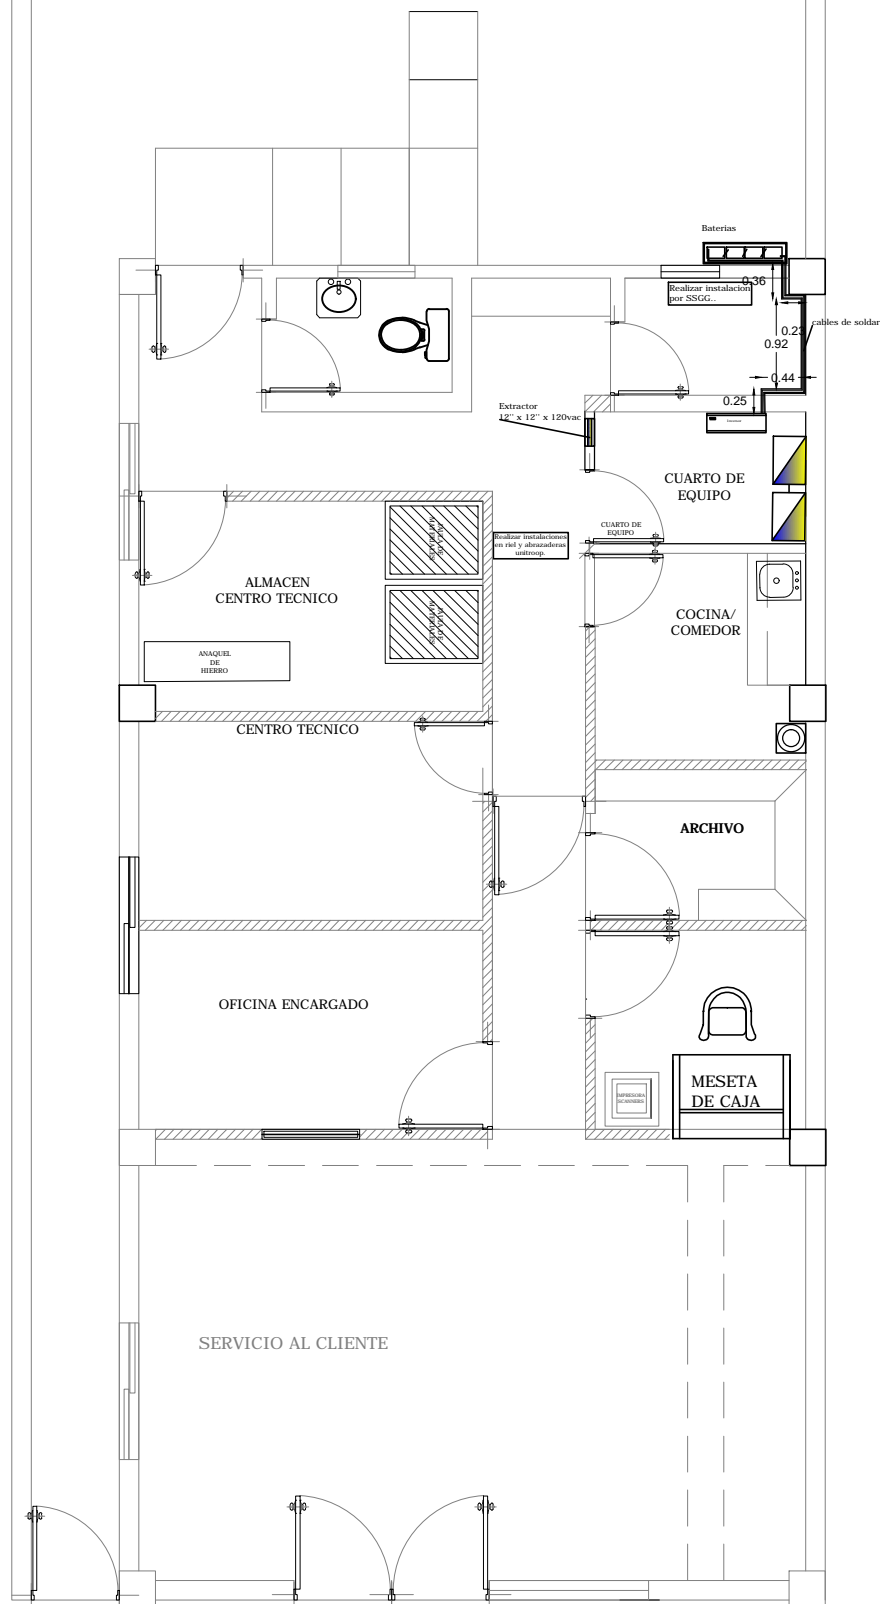 Baterias
0.36
Realizar instalacion
por SSGG..
0.23
cables de soldar
0.92
0.44
0.25
Extractor
12'' x 12'' x 120vac
CUARTO DE
EQUIPO
CUARTO DE
EQUIPO
Realizar instalaciones
en riel y abrazaderas
unitroop.
ALMACEN
CENTRO TECNICO
COCINA/
COMEDOR
ANAQUEL
DE
HIERRO
CENTRO TECNICO
ARCHIVO
OFICINA ENCARGADO
MESETA
DE CAJA
IMPRESORA
SCANNERS
SERVICIO AL CLIENTE